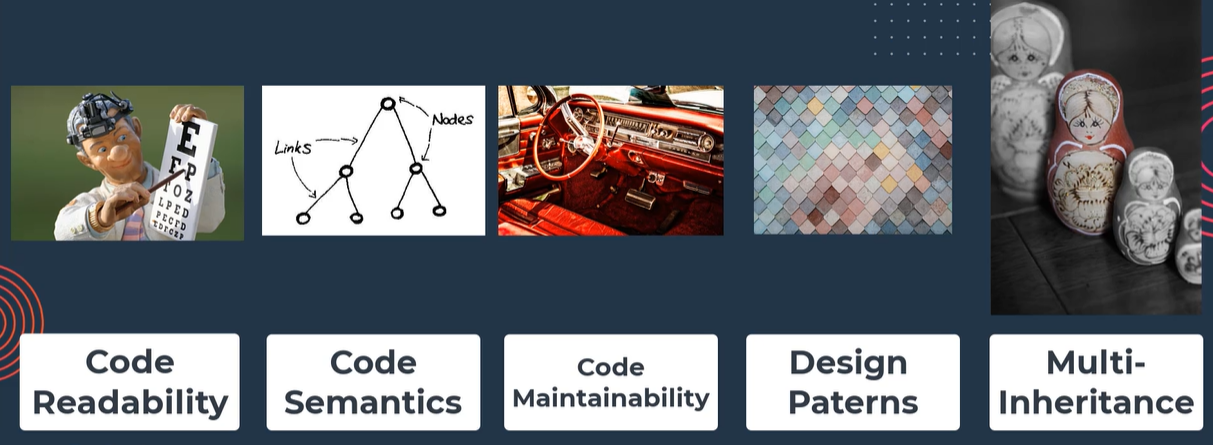 E
F P
T O Z
L P E D
P E C F D
Links
Nodes
Code
Readability
Code
Semantics
Code
Maintainability
Design
Paterns
Multi-
Inheritance